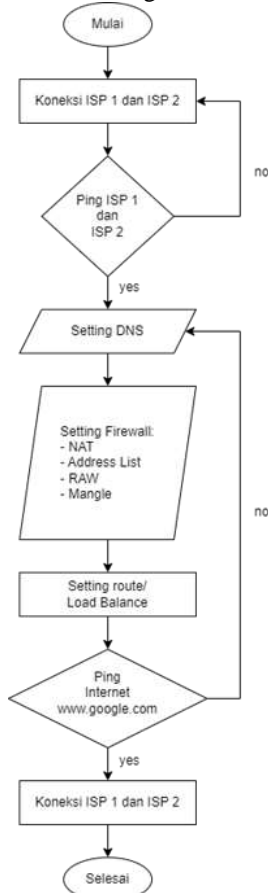 Mulai
Koneksi ISP 1 dan ISP 2
no
Ping ISP 1
dan
ISP 2
yes
Setting DNS
Setting Firewall:
- NAT
- Address List
- RAW
- Mangle
no
Setting route/
Load Balance
Ping
Internet
www.google.com
yes
Koneksi ISP 1 dan ISP 2
Selesai